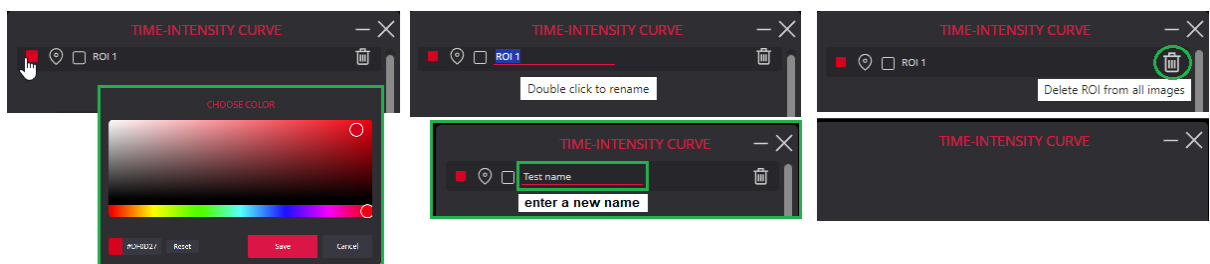 TIME-INTENSITY CURVE
ROI 1
CHOOSE COLOR
#DF0D27
Reset
Save
Cancel
TIME-INTENSITY CURVE
ROI 1
Double click to rename
TIME-INTENSITY CURVE
Test name
enter a new name
TIME-INTENSITY CURVE
ROI 1
Delete ROI from all images
TIME-INTENSITY CURVE